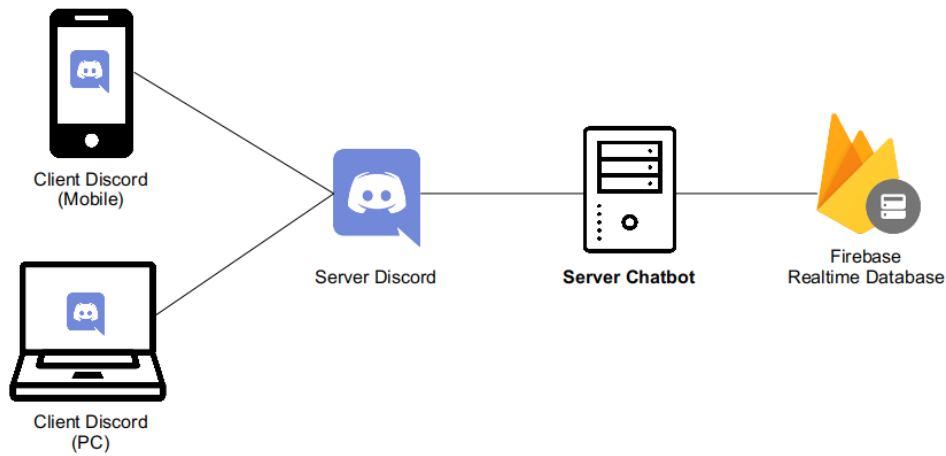 Client Discord
(Mobile)
Server Discord
Server Chatbot
Firebase
Realtime Database
Client Discord
(PC)